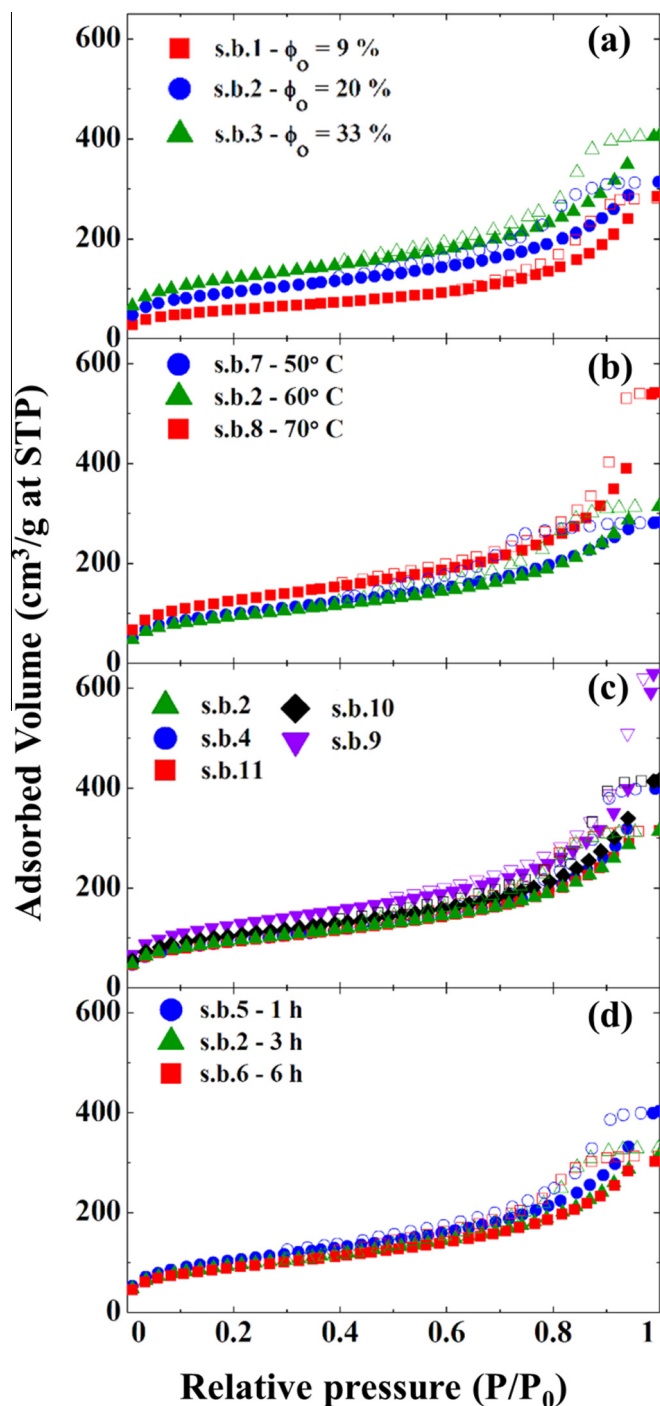 Adsorbed Volume (cm³/g at STP)
600
400
200
0
(a)
s.b.1 - ϕo = 9 %
s.b.2 - ϕo = 20 %
s.b.3 - ϕo = 33 %
600
400
200
0
(b)
s.b.7 - 50° C
s.b.2 - 60° C
s.b.8 - 70° C
600
400
200
0
(c)
s.b.2
s.b.4
s.b.11
s.b.10
s.b.9
600
400
200
0
(d)
s.b.5 - 1 h
s.b.2 - 3 h
s.b.6 - 6 h
0 0.2 0.4 0.6 0.8 1
Relative pressure (P/P₀)